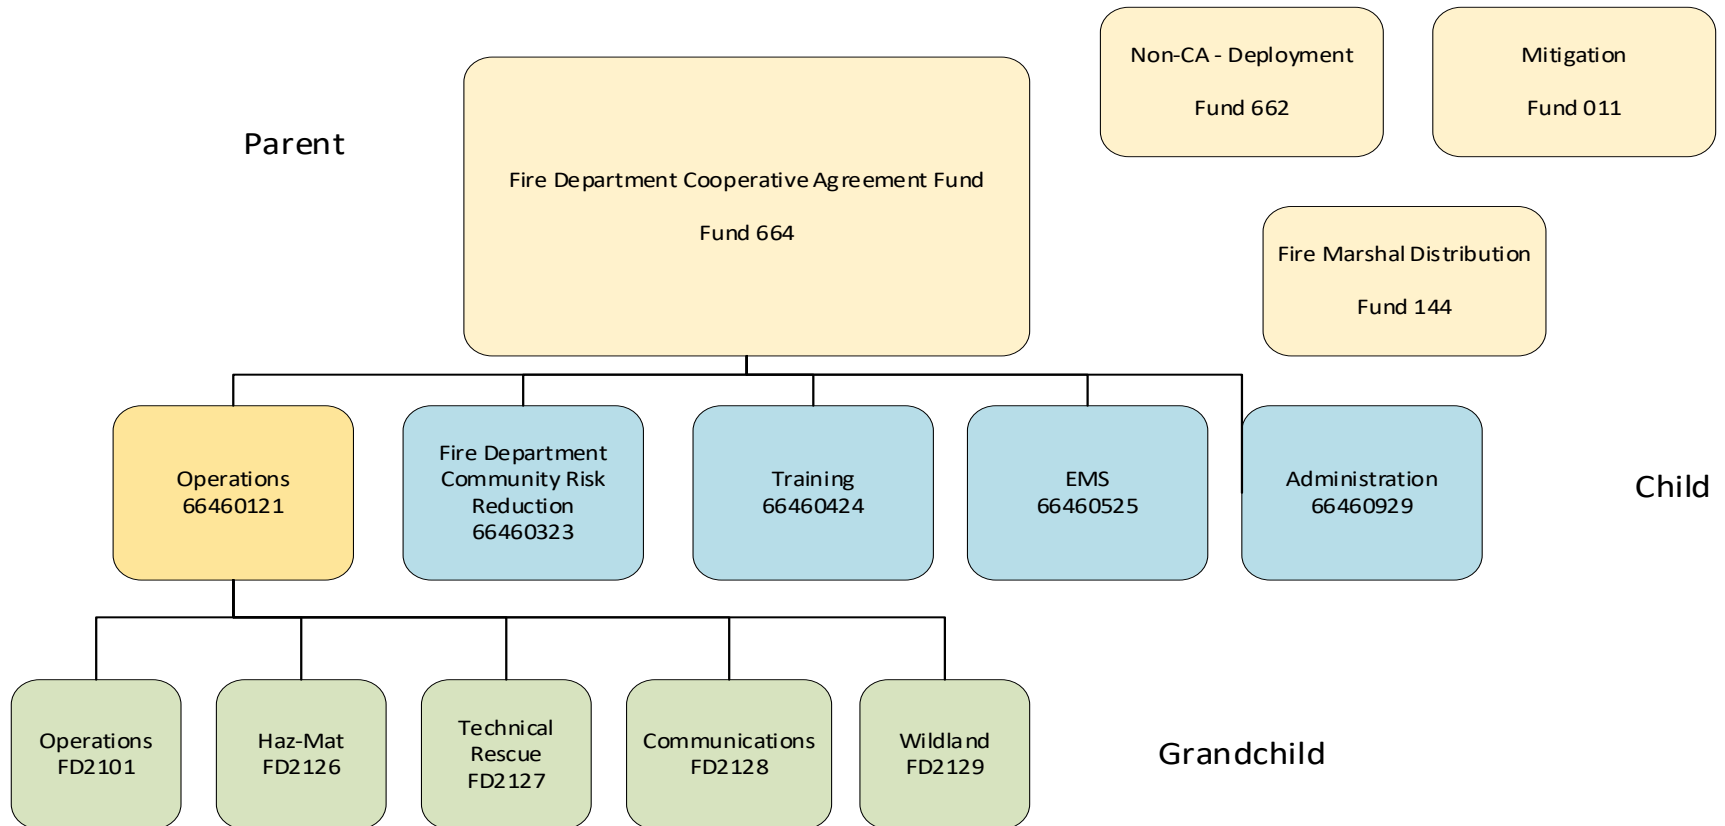 Non-CA - Deployment
Fund 662
Mitigation
Fund 011
Parent
Fire Department Cooperative Agreement Fund
Fund 664
Fire Marshal Distribution
Fund 144
Operations
66460121
Fire Department
Community Risk
Reduction
66460323
Training
66460424
EMS
66460525
Administration
66460929
Child
Operations
FD2101
Haz-Mat
FD2126
Technical
Rescue
FD2127
Communications
FD2128
Wildland
FD2129
Grandchild